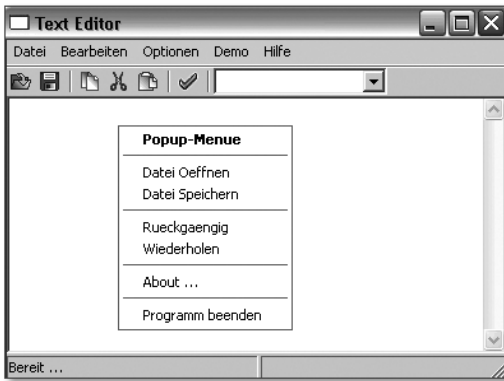 Text Editor
Datei Bearbeiten Optionen Demo Hilfe
Popup-Menue
Datei Oeffnen
Datei Speichern
Rueckgaengig
Wiederholen
About ...
Programm beenden
Bereit ...